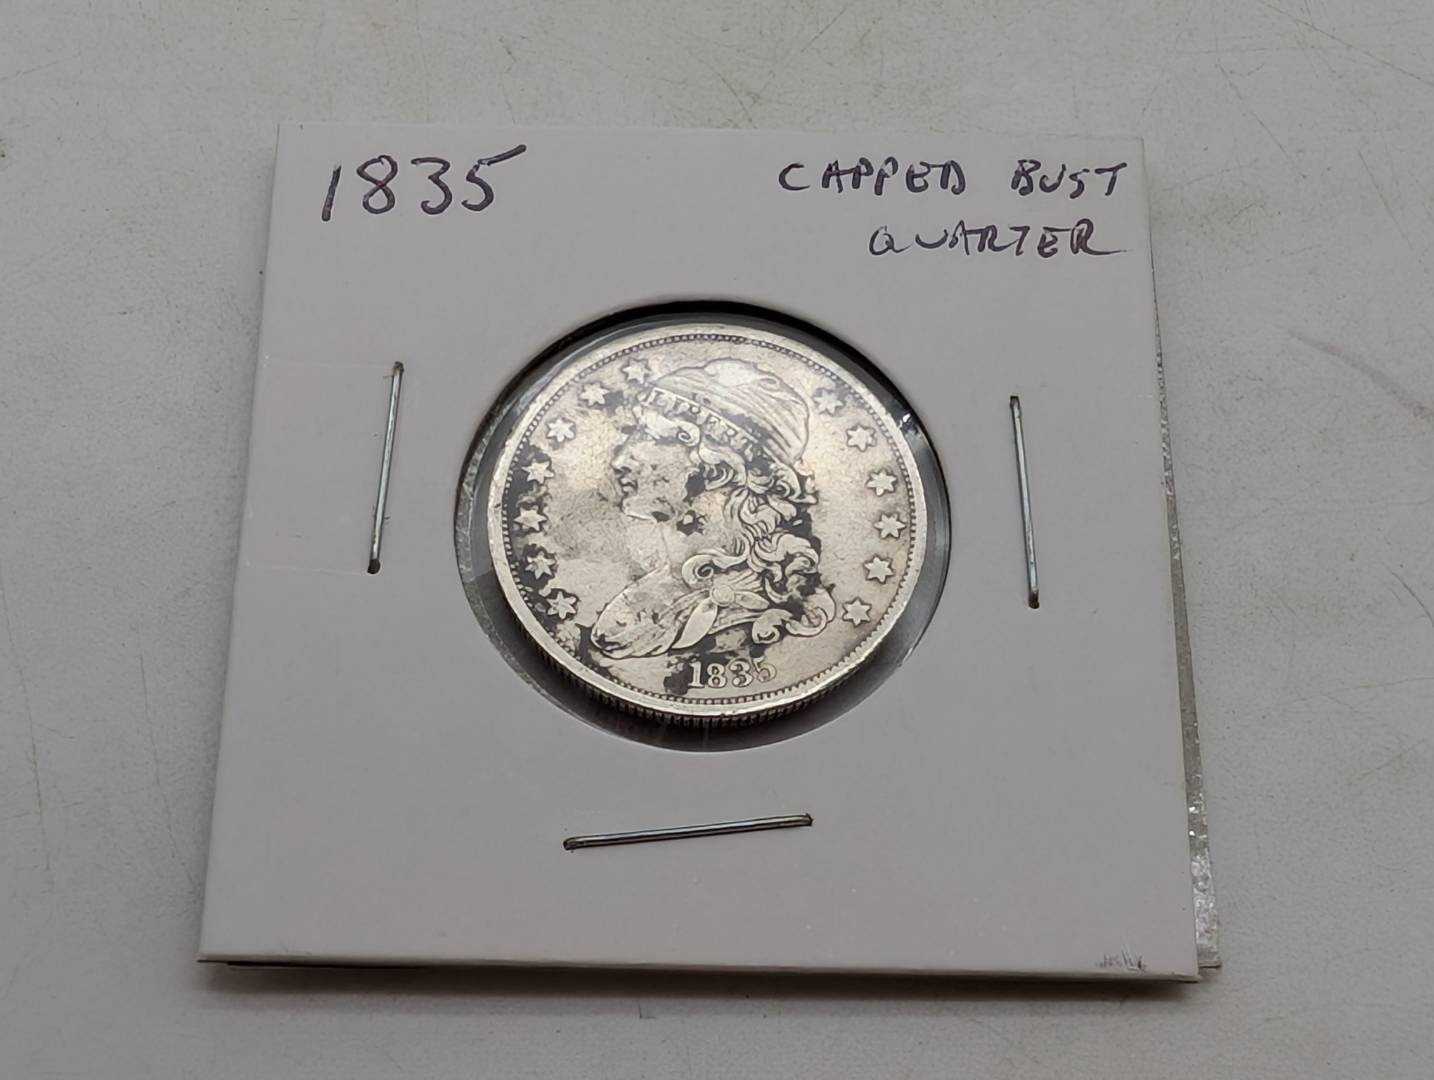 1835
CAPPED BUST
QUARTER
LIBERTY
1835